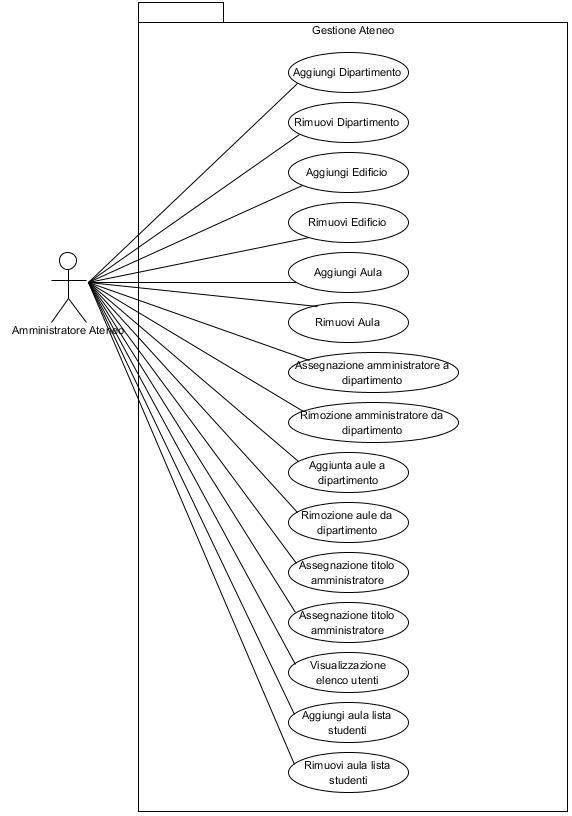 Gestione Ateneo
Aggiungi Dipartimento
Rimuovi Dipartimento
Aggiungi Edificio
Rimuovi Edificio
Aggiungi Aula
Rimuovi Aula
Amministratore Ateneo
Assegnazione amministratore a
dipartimento
Rimozione amministratore da
dipartimento
Aggiunta aule a
dipartimento
Rimozione aule da
dipartimento
Assegnazione titolo
amministratore
Assegnazione titolo
amministratore
Visualizzazione
elenco utenti
Aggiungi aula lista
studenti
Rimuovi aula lista
studenti